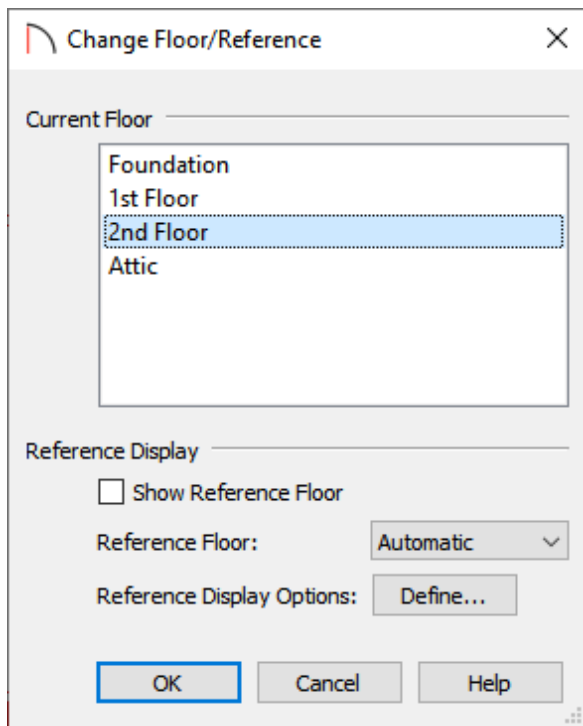 Change Floor/Reference
Current Floor
Foundation
1st Floor
2nd Floor
Attic
Reference Display
Show Reference Floor
Reference Floor: Automatic
Reference Display Options: Define...
OK Cancel Help